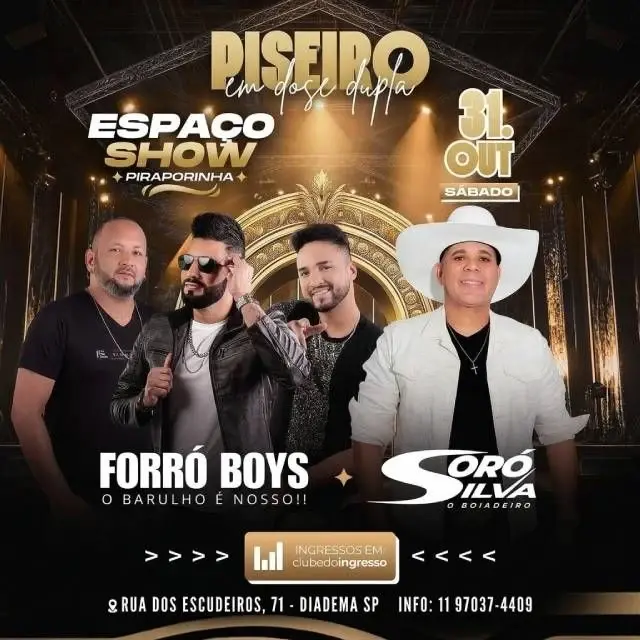 PISEIRO
em dose dupla
ESPAÇO
SHOW
PIRAPORINHA
31.
OUT
SÁBADO
FORRÓ BOYS
O BARULHO É NOSSO!!
SORÓ
SILVA
O BOIADEIRO
> > > > INGRESSOS EM < < < <
clubedoingresso
RUA DOS ESCUDEIROS, 71 - DIADEMA SP INFO: 11 97037-4409